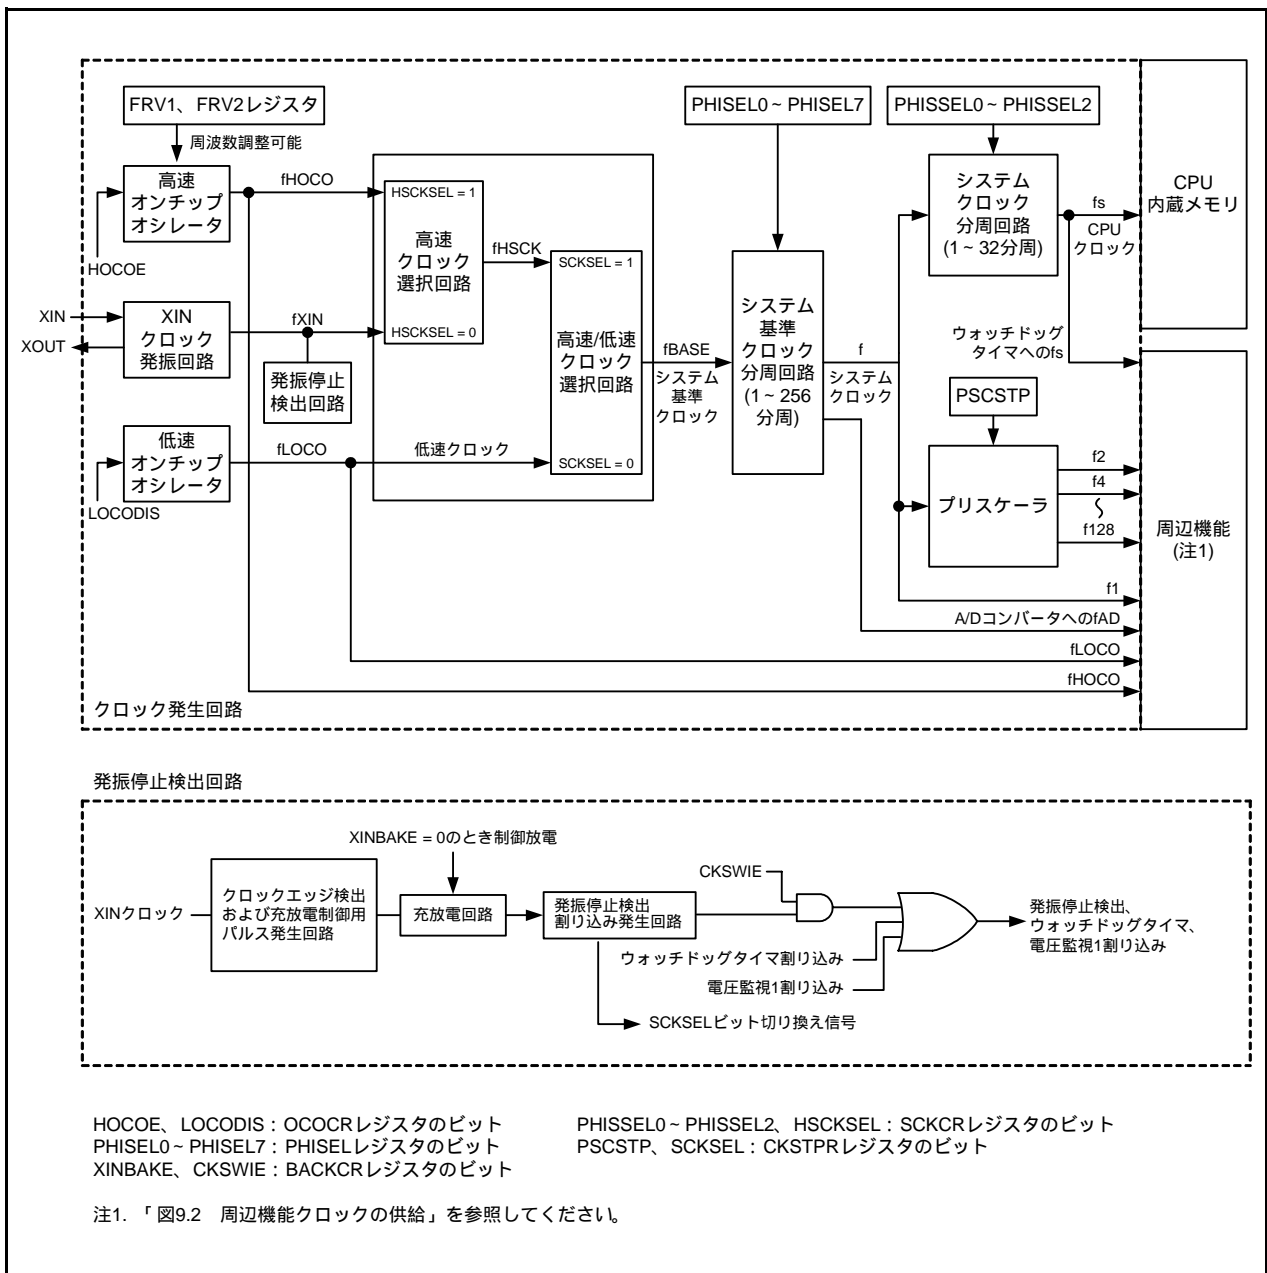 FRV1、FRV2レジスタ
周波数調整可能
PHISEL0~PHISEL7
PHISSEL0~PHISSEL2
高速
オンチップ
オシレータ
fHOCO
HOCOE
HSCKSEL = 1
高速
クロック
選択回路
HSCKSEL = 0
fHSCK
XIN
XOUT
XIN
クロック
発振回路
fXIN
発振停止
検出回路
SCKSEL = 1
高速/低速
クロック
選択回路
SCKSEL = 0
低速
オンチップ
オシレータ
fLOCO
低速クロック
LOCODIS
fBASE
システム
基準
クロック
システム
基準
クロック
分周回路
(1~256
分周)
f
システム
クロック
システム
クロック
分周回路
(1~32分周)
fs
CPU
クロック
CPU
内蔵メモリ
ウォッチドッグ
タイマへのfs
PSCSTP
プリスケーラ
f2
f4
f128
f1
A/DコンバータへのfAD
fLOCO
fHOCO
周辺機能
(注1)
クロック発生回路
発振停止検出回路
XINBAKE = 0のとき制御放電
XINクロック
クロックエッジ検出
および充放電制御用
パルス発生回路
充放電回路
発振停止検出
割り込み発生回路
CKSWIE
ウォッチドッグタイマ割り込み
電圧監視1割り込み
SCKSELビット切り換え信号
発振停止検出、
ウォッチドッグタイマ、
電圧監視1割り込み
HOCOE、LOCODIS:OCOCRレジスタのビット
PHISEL0~PHISEL7:PHISELレジスタのビット
XINBAKE、CKSWIE:BACKCRレジスタのビット
PHISSEL0~PHISSEL2、HSCKSEL:SCKCRレジスタのビット
PSCSTP、SCKSEL:CKSTPRレジスタのビット
注1. 「図9.2 周辺機能クロックの供給」を参照してください。